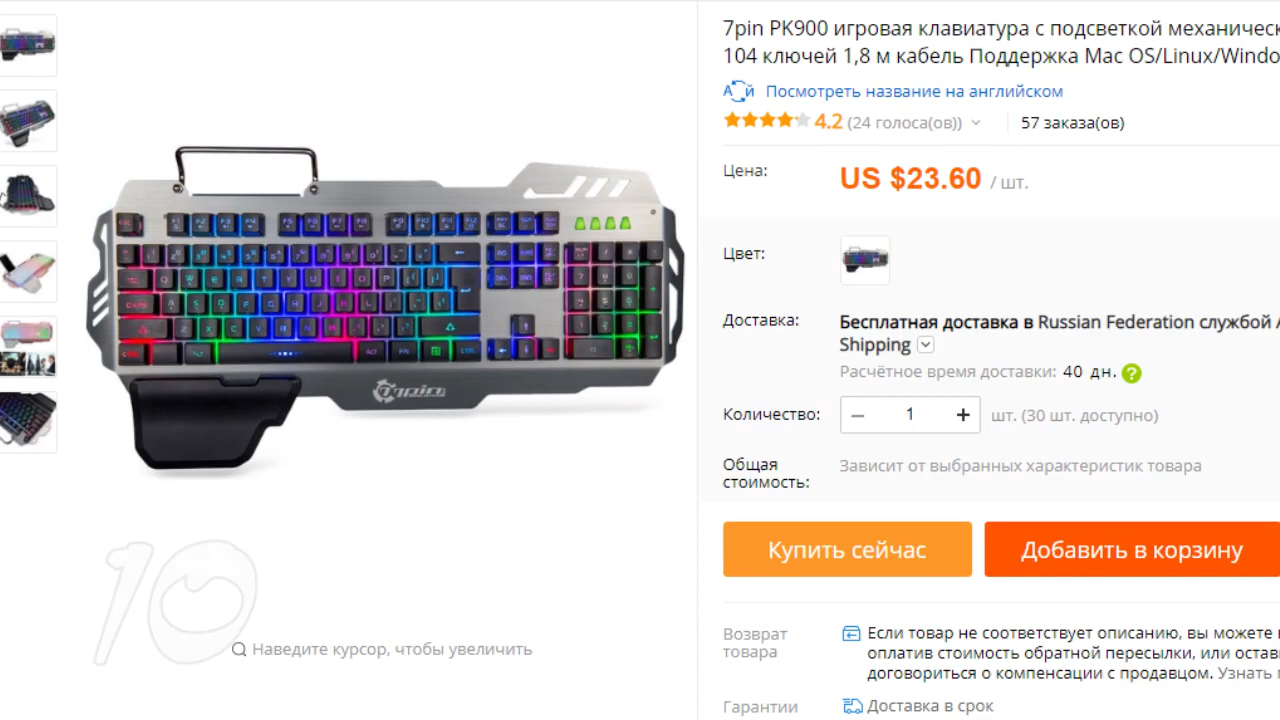 7pin PK900 игровая клавиатура с подсветкой механическ
104 ключей 1,8 м кабель Поддержка Mac OS/Linux/Windo
Посмотреть название на английском
4.2 (24 голоса(ов)) 57 заказа(ов)
Цена: US $23.60 / шт.
Цвет:
Доставка: Бесплатная доставка в Russian Federation службой A
Shipping
Расчётное время доставки: 40 дн. ?
Количество: − 1 + шт. (30 шт. доступно)
Общая
стоимость: Зависит от выбранных характеристик товара
Купить сейчас Добавить в корзину
Возврат
товара
Если товар не соответствует описанию, вы можете в
оплатив стоимость обратной пересылки, или остав
договориться о компенсации с продавцом. Узнать п
Гарантии Доставка в срок
7pin
10
Наведите курсор, чтобы увеличить